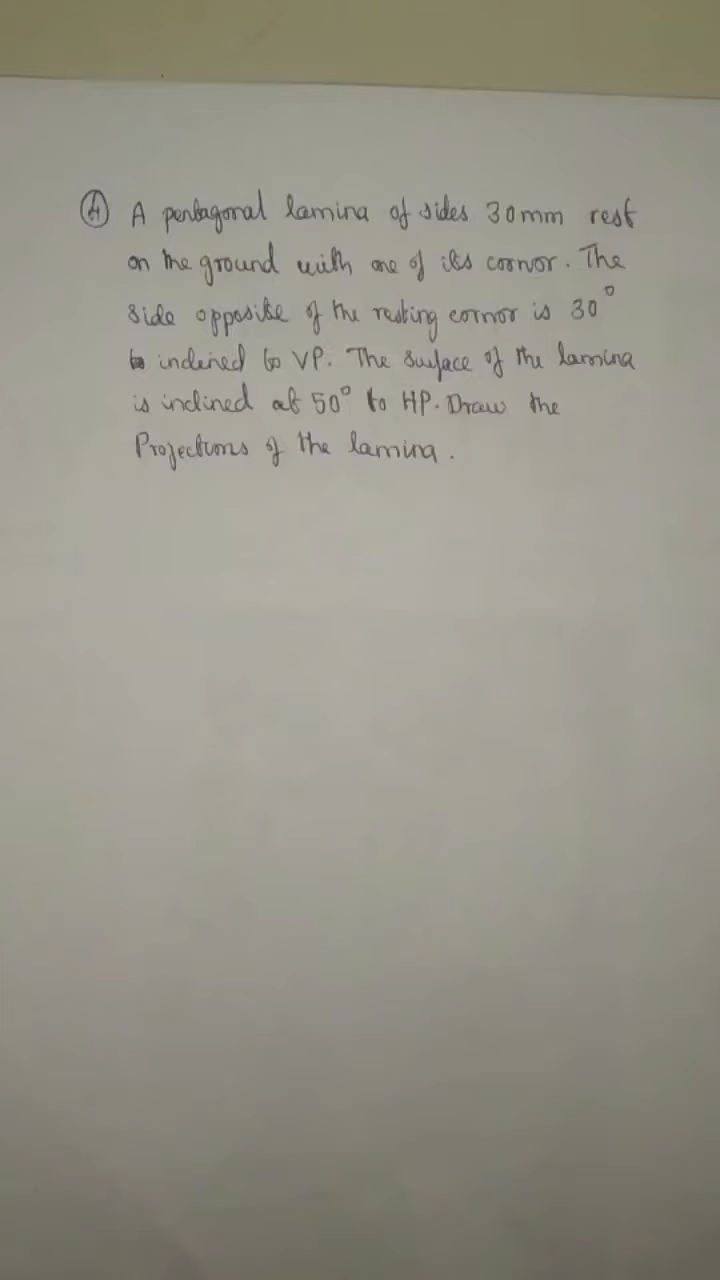 ④ A pentagonal lamina of sides 30mm rest
on the ground with one of its cornor. The
side opposite of the resting cornor is 30°
inclined to VP. The surface of the lamina
is inclined at 50° to HP. Draw the
Projections of the lamina.